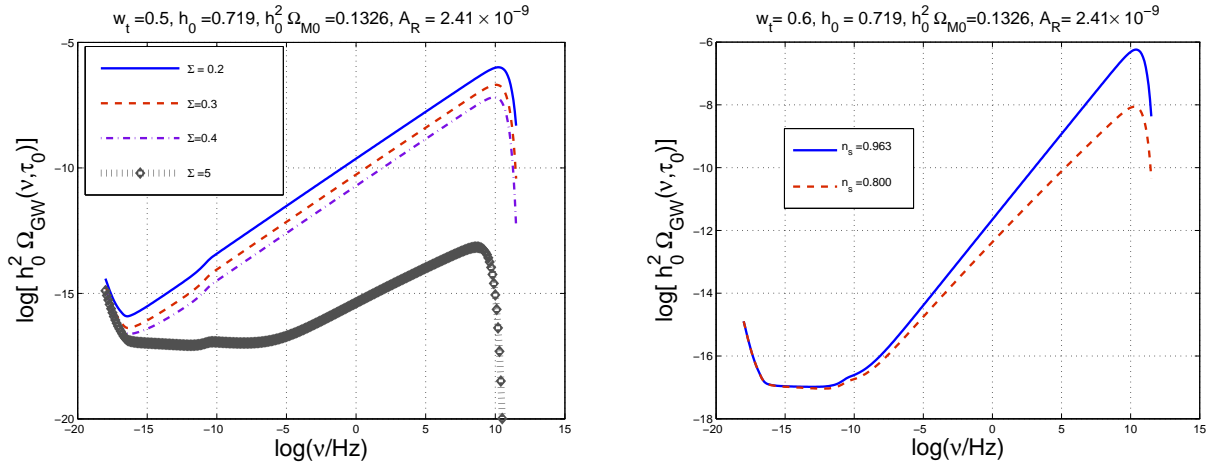 w_t=0.5, h_0 =0.719, h_0^2 Ω_M0 =0.1326, A_R= 2.41 × 10^-9
−5
−10
−15
−20
log[ h_0^2 Ω_GW(ν,τ_0)]
Σ = 0.2
Σ =0.3
Σ =0.4
Σ =5
−20 −15 −10 −5 0 5 10 15
log(ν/Hz)
w_t= 0.6, h_0 =0.719, h_0^2 Ω_M0=0.1326, A_R= 2.41× 10^-9
−6
−8
−10
−12
−14
−16
−18
log[ h_0^2 Ω_GW(ν,τ_0)]
n_s =0.963
n_s =0.800
−20 −15 −10 −5 0 5 10 15
log(ν/Hz)